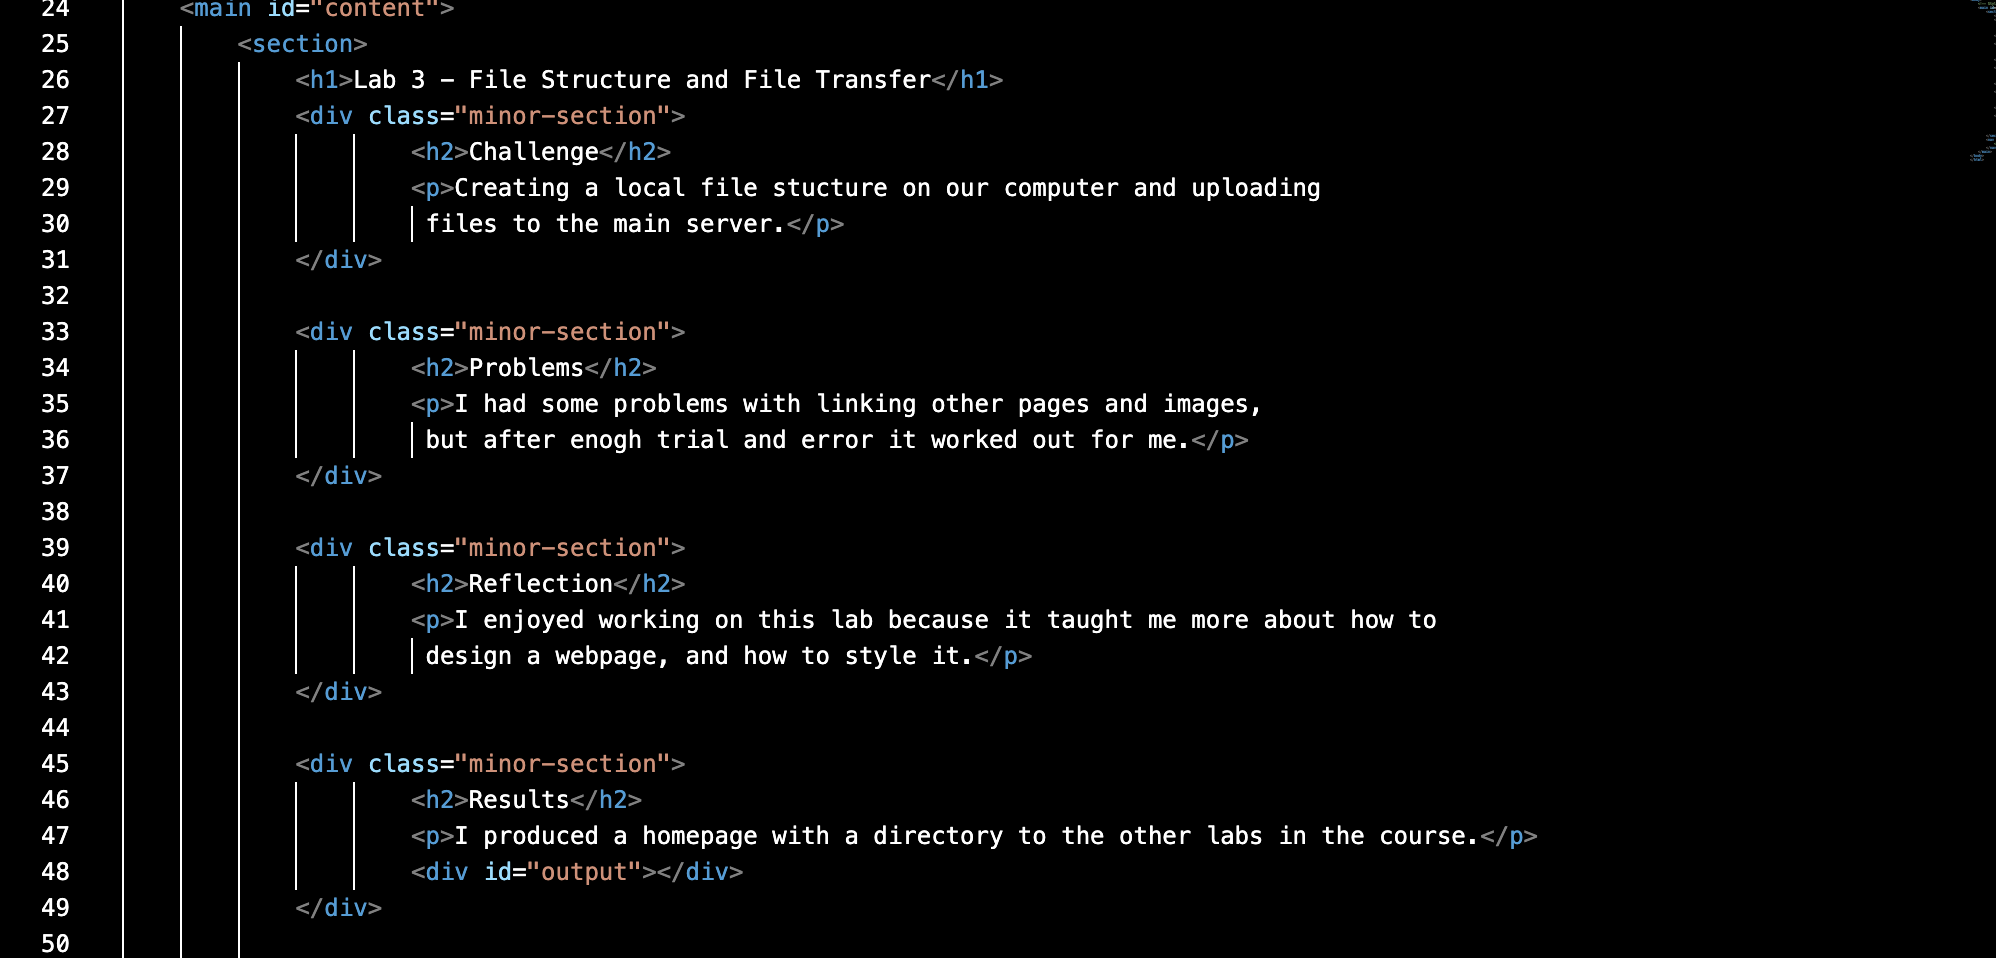 24 <main id="content">
25 <section>
26 <h1>Lab 3 – File Structure and File Transfer</h1>
27 <div class="minor-section">
28 <h2>Challenge</h2>
29 <p>Creating a local file stucture on our computer and uploading
30 files to the main server.</p>
31 </div>
32
33 <div class="minor-section">
34 <h2>Problems</h2>
35 <p>I had some problems with linking other pages and images,
36 but after enogh trial and error it worked out for me.</p>
37 </div>
38
39 <div class="minor-section">
40 <h2>Reflection</h2>
41 <p>I enjoyed working on this lab because it taught me more about how to
42 design a webpage, and how to style it.</p>
43 </div>
44
45 <div class="minor-section">
46 <h2>Results</h2>
47 <p>I produced a homepage with a directory to the other labs in the course.</p>
48 <div id="output"></div>
49 </div>
50